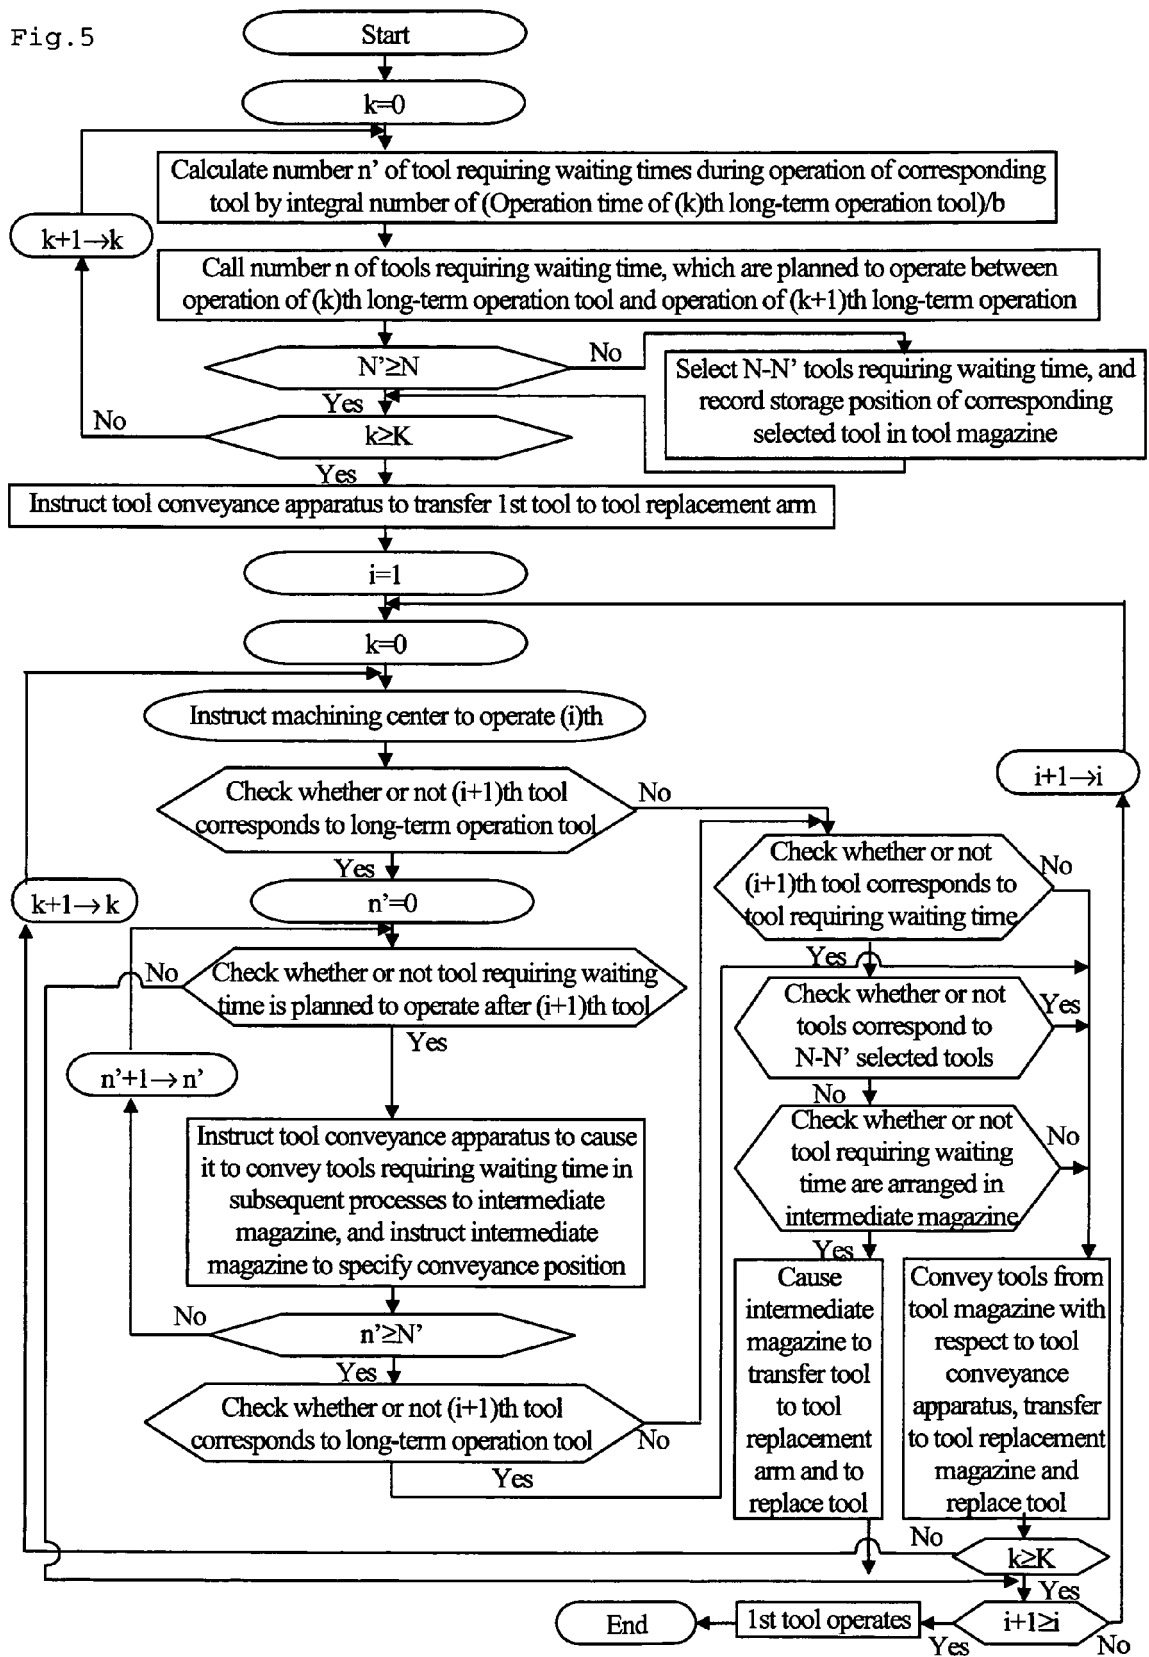 Fig.5
Start
k=0
Calculate number n' of tool requiring waiting times during operation of corresponding
tool by integral number of (Operation time of (k)th long-term operation tool)/b
k+1→k
Call number n of tools requiring waiting time, which are planned to operate between
operation of (k)th long-term operation tool and operation of (k+1)th long-term operation
N'≥N
No
Select N-N' tools requiring waiting time, and
record storage position of corresponding
selected tool in tool magazine
Yes
No
k≥K
Yes
Instruct tool conveyance apparatus to transfer 1st tool to tool replacement arm
i=1
k=0
Instruct machining center to operate (i)th
i+1→i
Check whether or not (i+1)th tool
corresponds to long-term operation tool
No
Yes
Check whether or not
(i+1)th tool corresponds to
tool requiring waiting time
No
k+1→k
n'=0
Yes
No
Check whether or not tool requiring waiting
time is planned to operate after (i+1)th tool
Yes
Check whether or not
tools correspond to
N-N' selected tools
Yes
n'+1→n'
No
Instruct tool conveyance apparatus to cause
it to convey tools requiring waiting time in
subsequent processes to intermediate
magazine, and instruct intermediate
magazine to specify conveyance position
Check whether or not
tool requiring waiting
time are arranged in
intermediate magazine
No
Yes
No
n'≥N'
Yes
Cause
intermediate
magazine to
transfer tool
to tool
replacement
arm and to
replace tool
Convey tools from
tool magazine with
respect to tool
conveyance
apparatus, transfer
to tool replacement
magazine and
replace tool
Check whether or not (i+1)th tool
corresponds to long-term operation tool
No
Yes
No
k≥K
Yes
End
1st tool operates
i+1≥i
Yes
No